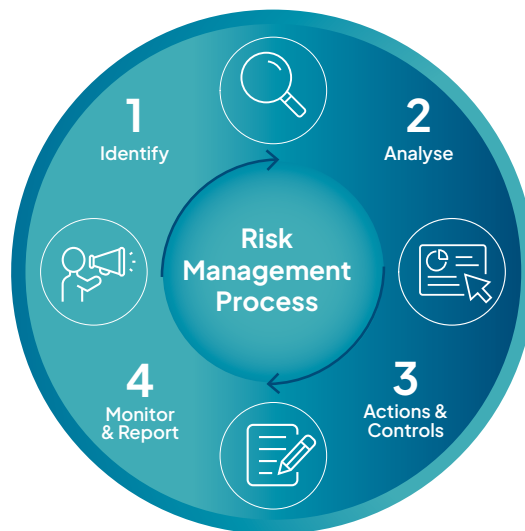 1
Identify
2
Analyse
Risk
Management
Process
4
Monitor
& Report
3
Actions &
Controls